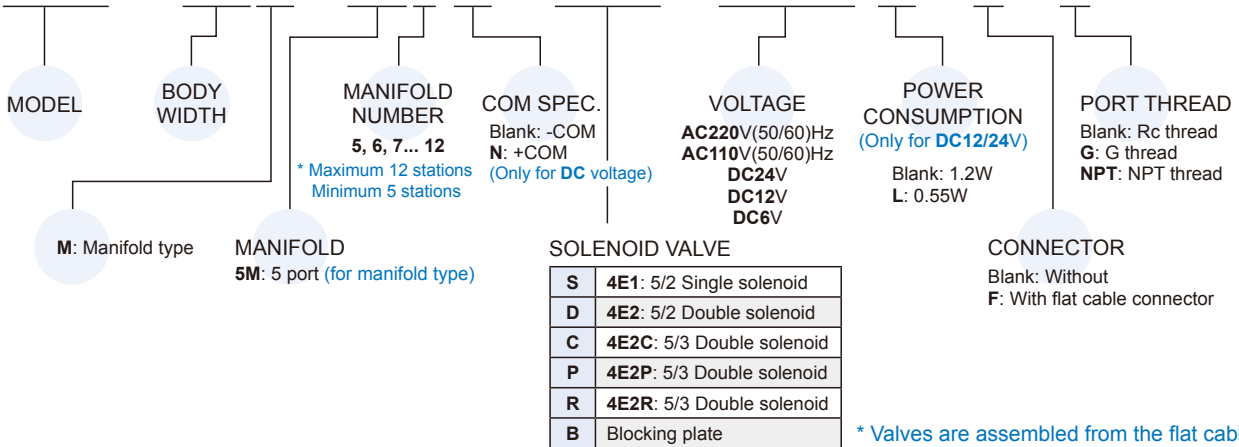 MODEL
BODY
WIDTH
MANIFOLD
NUMBER
5, 6, 7... 12
* Maximum 12 stations
Minimum 5 stations
COM SPEC.
Blank: -COM
N: +COM
(Only for DC voltage)
VOLTAGE
AC220V(50/60)Hz
AC110V(50/60)Hz
DC24V
DC12V
DC6V
POWER
CONSUMPTION
(Only for DC12/24V)
Blank: 1.2W
L: 0.55W
PORT THREAD
Blank: Rc thread
G: G thread
NPT: NPT thread
M: Manifold type
MANIFOLD
5M: 5 port (for manifold type)
SOLENOID VALVE
S 4E1: 5/2 Single solenoid
D 4E2: 5/2 Double solenoid
C 4E2C: 5/3 Double solenoid
P 4E2P: 5/3 Double solenoid
R 4E2R: 5/3 Double solenoid
B Blocking plate
CONNECTOR
Blank: Without
F: With flat cable connector
* Valves are assembled from the flat cab